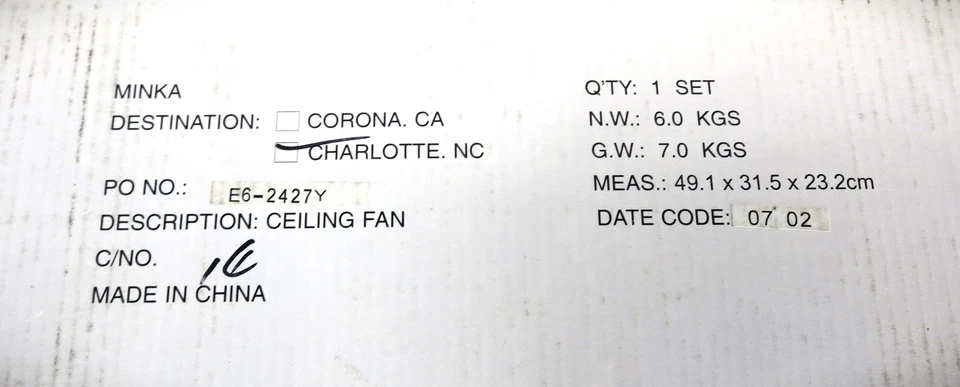 MINKA
DESTINATION: CORONA. CA
CHARLOTTE. NC
PO NO.: E6-2427Y
DESCRIPTION: CEILING FAN
C/NO.
MADE IN CHINA
Q'TY: 1 SET
N.W.: 6.0 KGS
G.W.: 7.0 KGS
MEAS.: 49.1 x 31.5 x 23.2cm
DATE CODE: 07 02